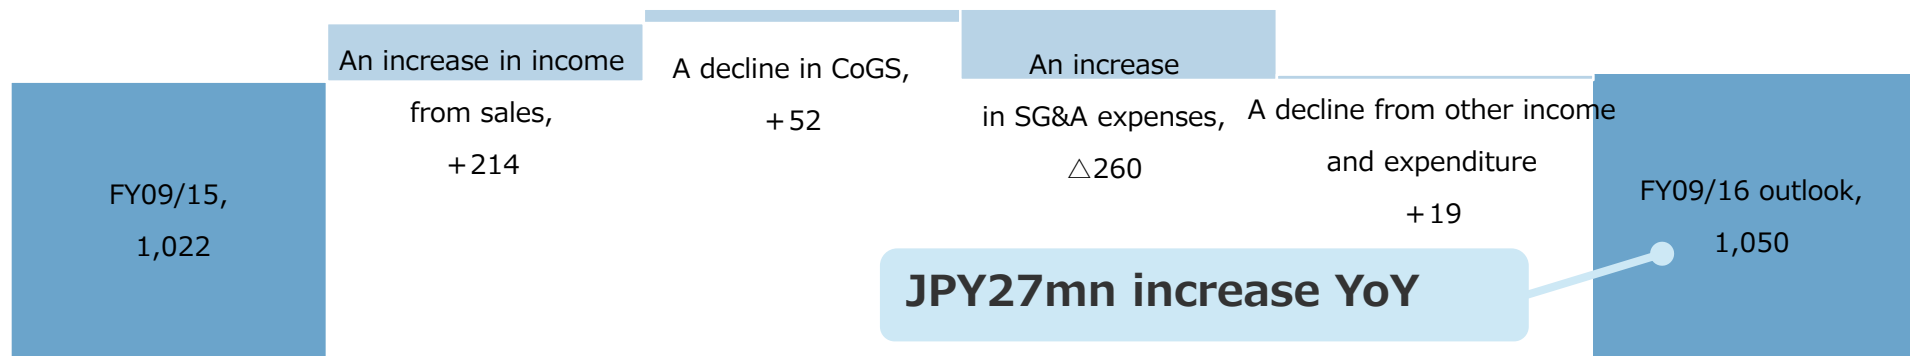 FY09/15,
1,022
An increase in income
from sales,
+214
A decline in CoGS,
+52
An increase
in SG&A expenses,
△260
A decline from other income
and expenditure
+19
FY09/16 outlook,
1,050
JPY27mn increase YoY